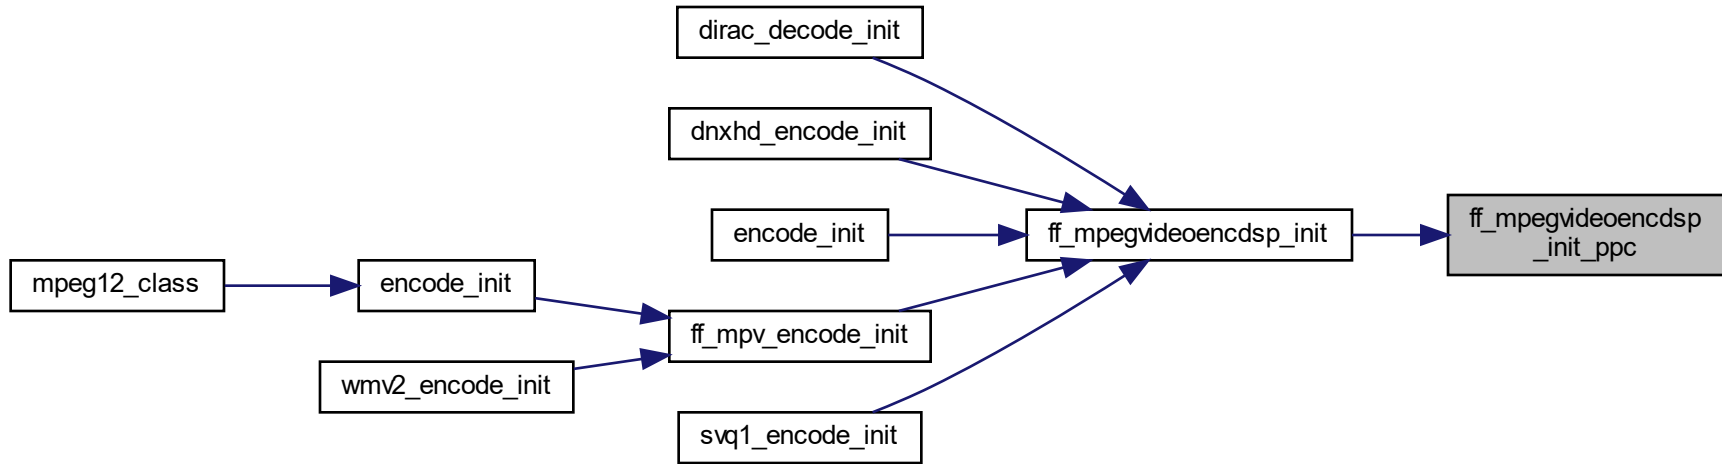 dirac_decode_init
dnxhd_encode_init
encode_init
ff_mpegvideoencdsp_init
ff_mpegvideoencdsp
_init_ppc
mpeg12_class
encode_init
ff_mpv_encode_init
wmv2_encode_init
svq1_encode_init